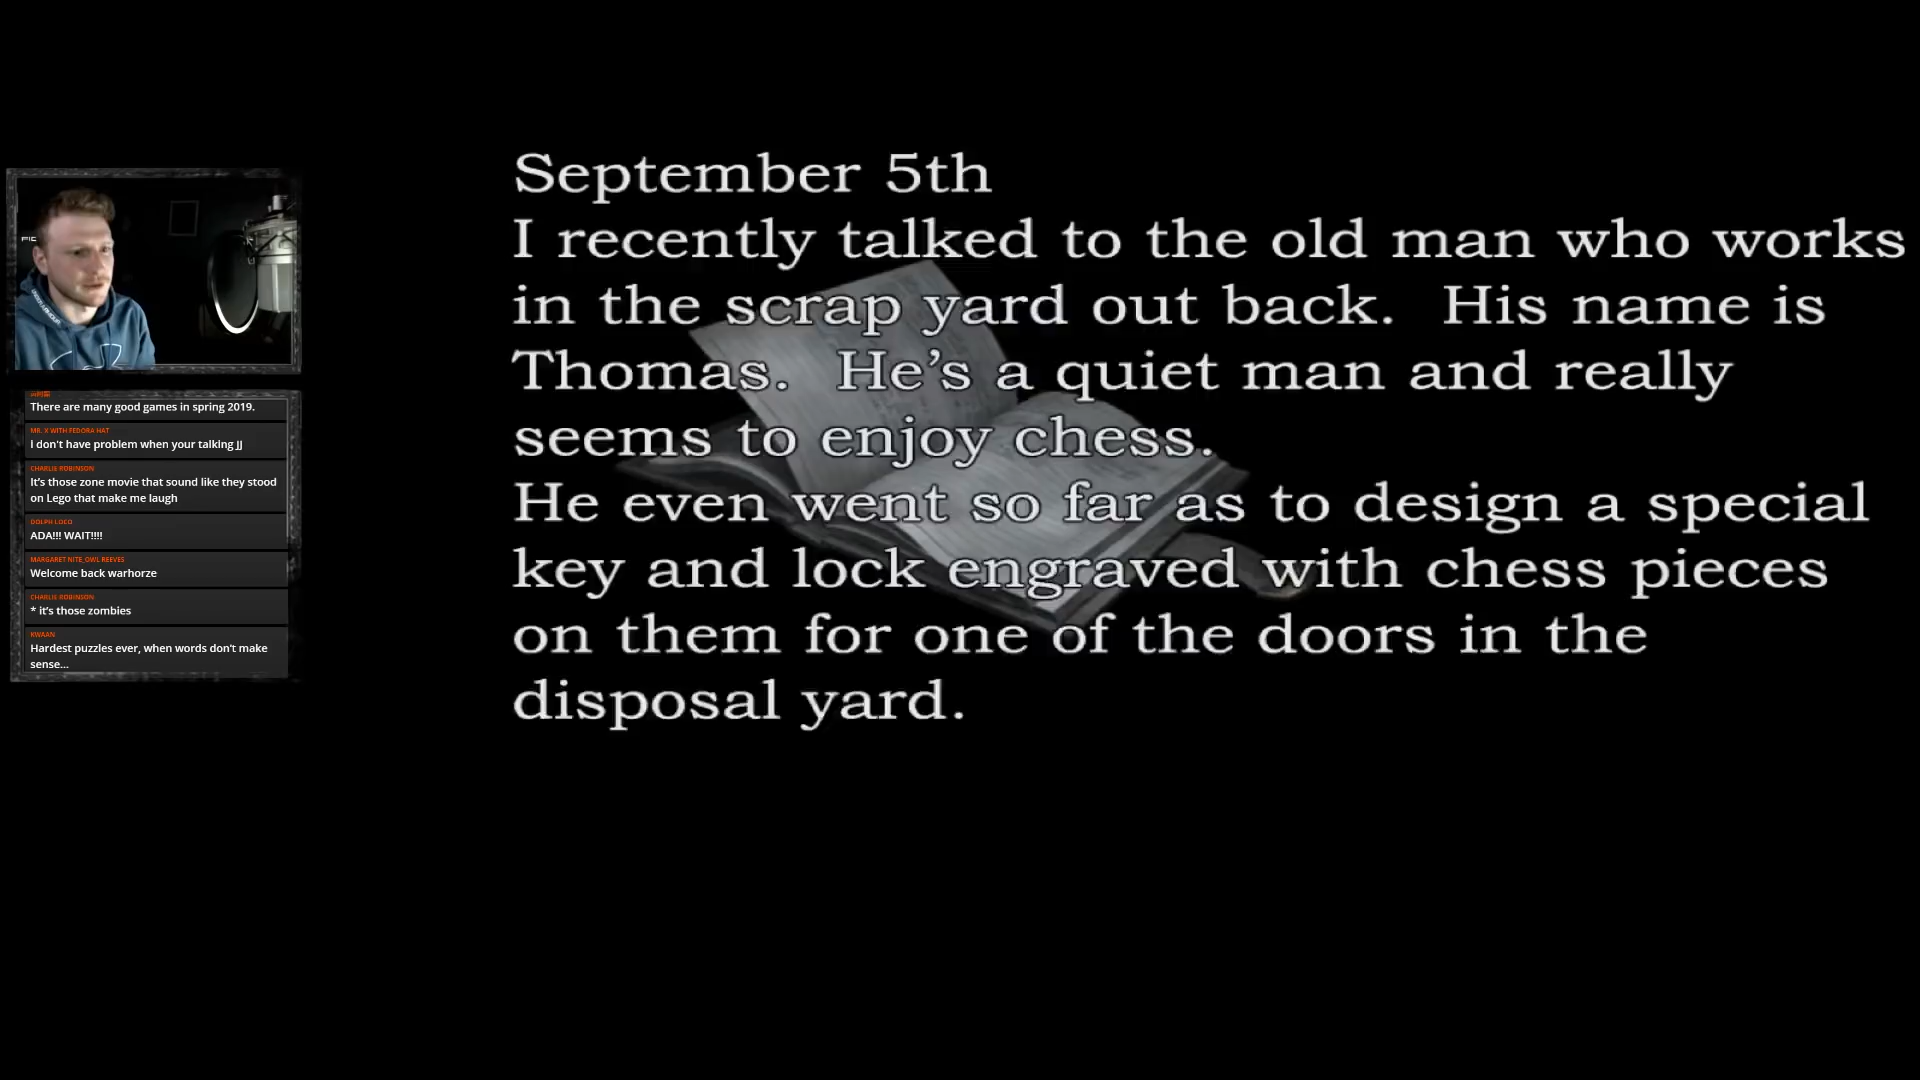 September 5th
I recently talked to the old man who works
in the scrap yard out back. His name is
Thomas. He's a quiet man and really
seems to enjoy chess.
He even went so far as to design a special
key and lock engraved with chess pieces
on them for one of the doors in the
disposal yard.
There are many good games in spring 2019.
MR. X WITH FEDORA HAT
I don't have problem when your talking JJ
CHARLIE ROBINSON
It's those zone movie that sound like they stood
on Lego that make me laugh
DOLPH LOCO
ADA!!! WAIT!!!!
MARGARET NITE_OWL REEVES
Welcome back warhorze
CHARLIE ROBINSON
* it's those zombies
KWAAN
Hardest puzzles ever, when words don't make
sense...